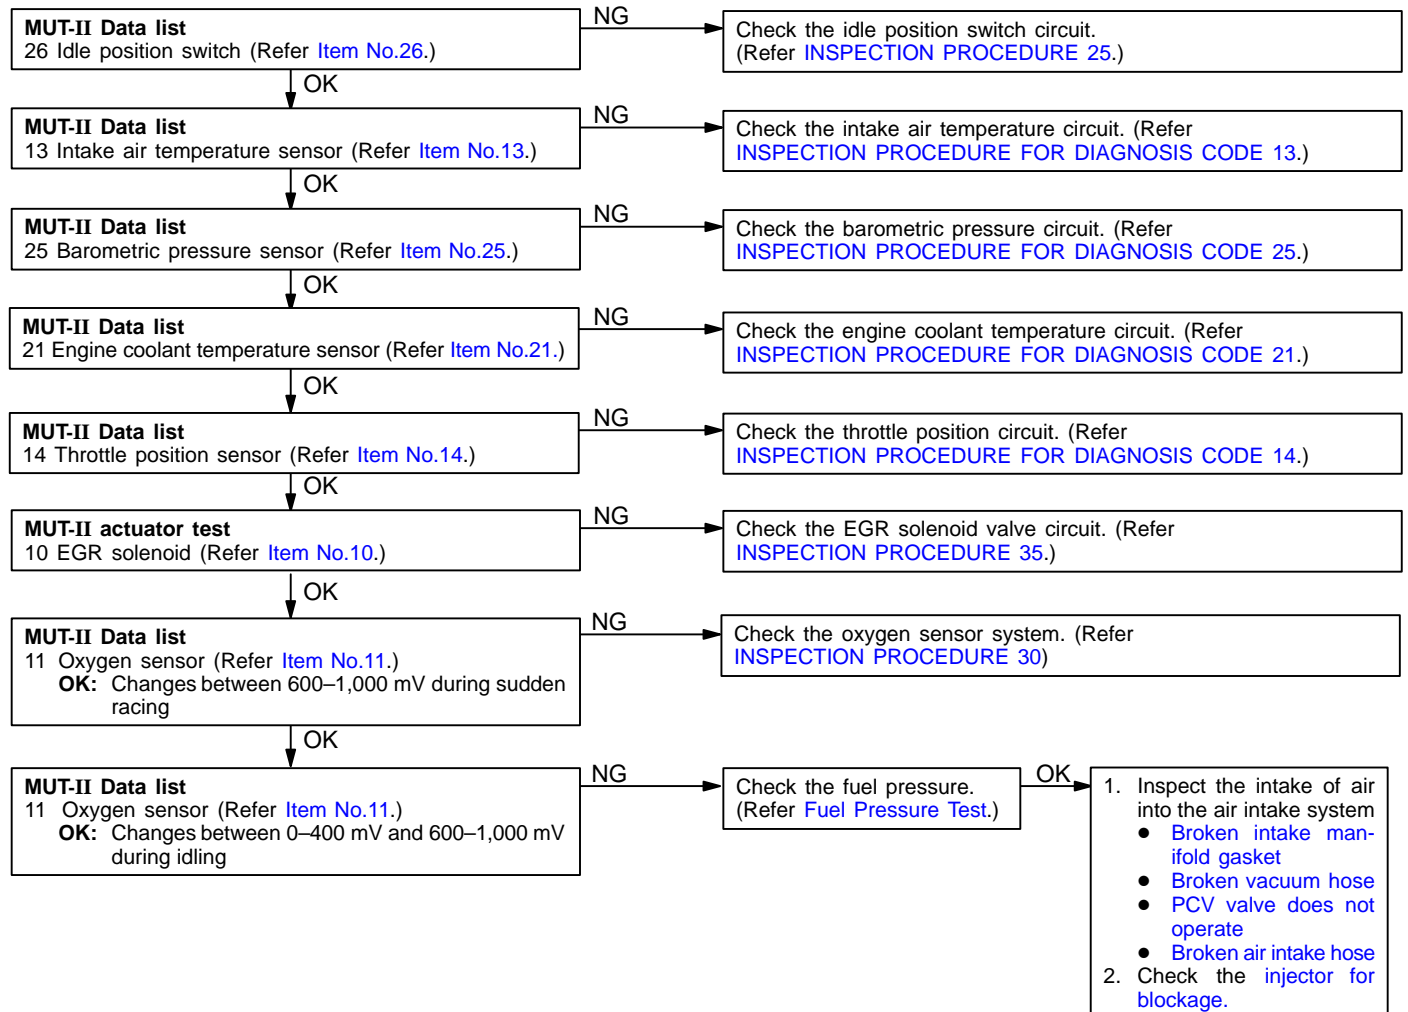 MUT-II Data list
26 Idle position switch (Refer Item No.26.)
NG
Check the idle position switch circuit.
(Refer INSPECTION PROCEDURE 25.)
OK
MUT-II Data list
13 Intake air temperature sensor (Refer Item No.13.)
NG
Check the intake air temperature circuit. (Refer
INSPECTION PROCEDURE FOR DIAGNOSIS CODE 13.)
OK
MUT-II Data list
25 Barometric pressure sensor (Refer Item No.25.)
NG
Check the barometric pressure circuit. (Refer
INSPECTION PROCEDURE FOR DIAGNOSIS CODE 25.)
OK
MUT-II Data list
21 Engine coolant temperature sensor (Refer Item No.21.)
NG
Check the engine coolant temperature circuit. (Refer
INSPECTION PROCEDURE FOR DIAGNOSIS CODE 21.)
OK
MUT-II Data list
14 Throttle position sensor (Refer Item No.14.)
NG
Check the throttle position circuit. (Refer
INSPECTION PROCEDURE FOR DIAGNOSIS CODE 14.)
OK
MUT-II actuator test
10 EGR solenoid (Refer Item No.10.)
NG
Check the EGR solenoid valve circuit. (Refer
INSPECTION PROCEDURE 35.)
OK
MUT-II Data list
11 Oxygen sensor (Refer Item No.11.)
OK: Changes between 600–1,000 mV during sudden
racing
NG
Check the oxygen sensor system. (Refer
INSPECTION PROCEDURE 30)
OK
MUT-II Data list
11 Oxygen sensor (Refer Item No.11.)
OK: Changes between 0–400 mV and 600–1,000 mV
during idling
NG
Check the fuel pressure.
(Refer Fuel Pressure Test.)
OK
1. Inspect the intake of air
into the air intake system
● Broken intake man-
ifold gasket
● Broken vacuum hose
● PCV valve does not
operate
● Broken air intake hose
2. Check the injector for
blockage.